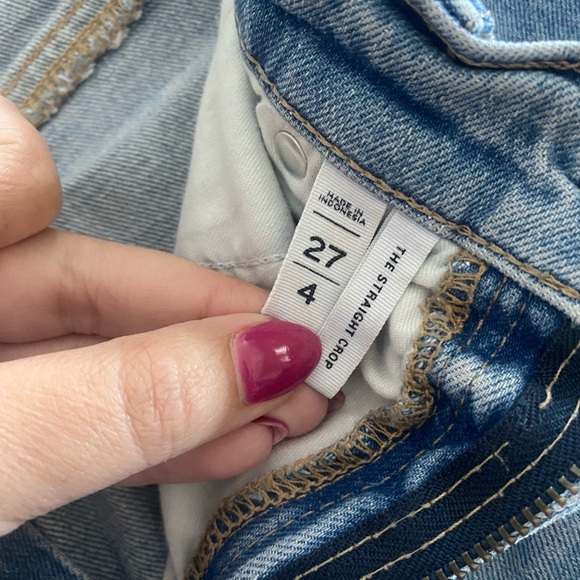 MADE IN
INDONESIA
27
4
THE STRAIGHT CROP